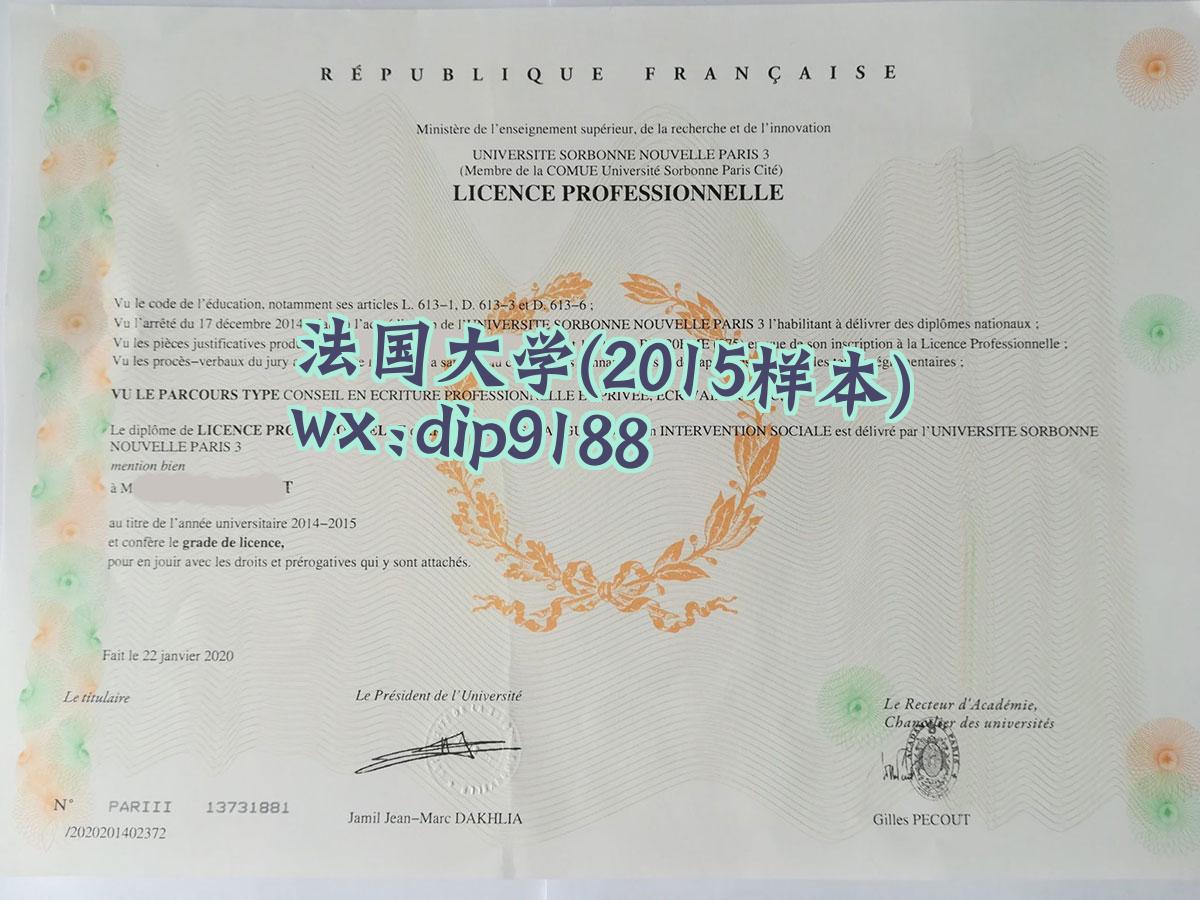 RÉPUBLIQUE FRANÇAISE
Ministère de l'enseignement supérieur, de la recherche et de l'innovation
UNIVERSITE SORBONNE NOUVELLE PARIS 3
(Membre de la COMUE Université Sorbonne Paris Cité)
LICENCE PROFESSIONNELLE
Vu le code de l'éducation, notamment ses articles L. 613-1, D. 613-3 et D. 613-6 ;
Vu l'arrêté du 17 décembre 2014 de l'UNIVERSITE SORBONNE NOUVELLE PARIS 3 l'habilitant à délivrer des diplômes nationaux ;
Vu les pièces justificatives de son inscription à la Licence Professionnelle ;
Vu les procès-verbaux du jury
法国大学(2015样本)
VU LE PARCOURS TYPE CONSEIL EN ECRITURE PROFESSIONNELLE ET PRIVEE,
wx:dip9188
Le diplôme de LICENCE INTERVENTION SOCIALE est délivré par l'UNIVERSITE SORBONNE
NOUVELLE PARIS 3
mention bien
à M T
au titre de l'année universitaire 2014-2015
et confère le grade de licence,
pour en jouir avec les droits et prérogatives qui y sont attachés.
Fait le 22 janvier 2020
Le titulaire
Le Président de l'Université
Le Recteur d'Académie,
Chancelier des universités
N° PARIII 13731881
/2020201402372
Jamil Jean-Marc DAKHLIA
Gilles PECOUT